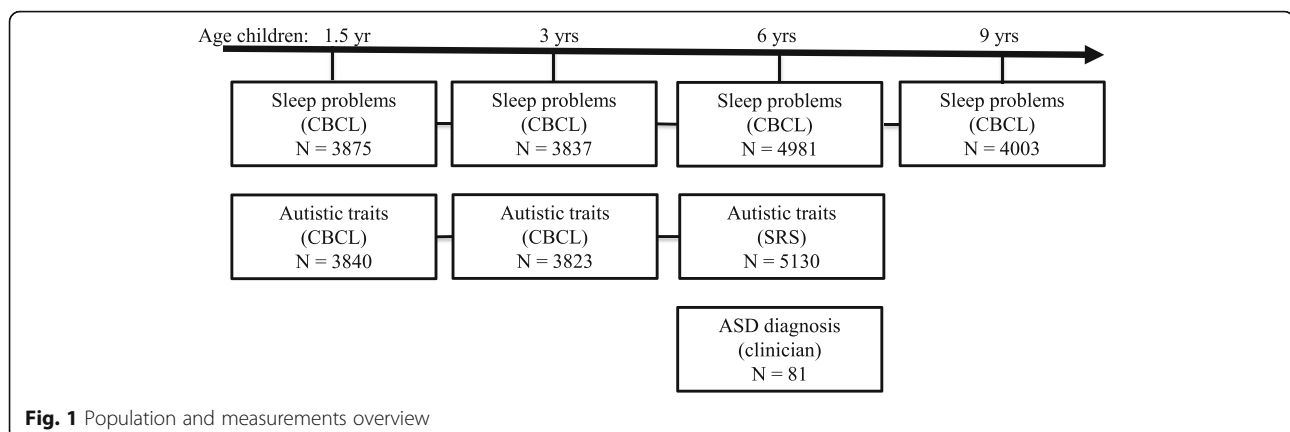 Age children: 1.5 yr 3 yrs 6 yrs 9 yrs
Sleep problems
(CBCL)
N = 3875
Sleep problems
(CBCL)
N = 3837
Sleep problems
(CBCL)
N = 4981
Sleep problems
(CBCL)
N = 4003
Autistic traits
(CBCL)
N = 3840
Autistic traits
(CBCL)
N = 3823
Autistic traits
(SRS)
N = 5130
ASD diagnosis
(clinician)
N = 81
Fig. 1 Population and measurements overview